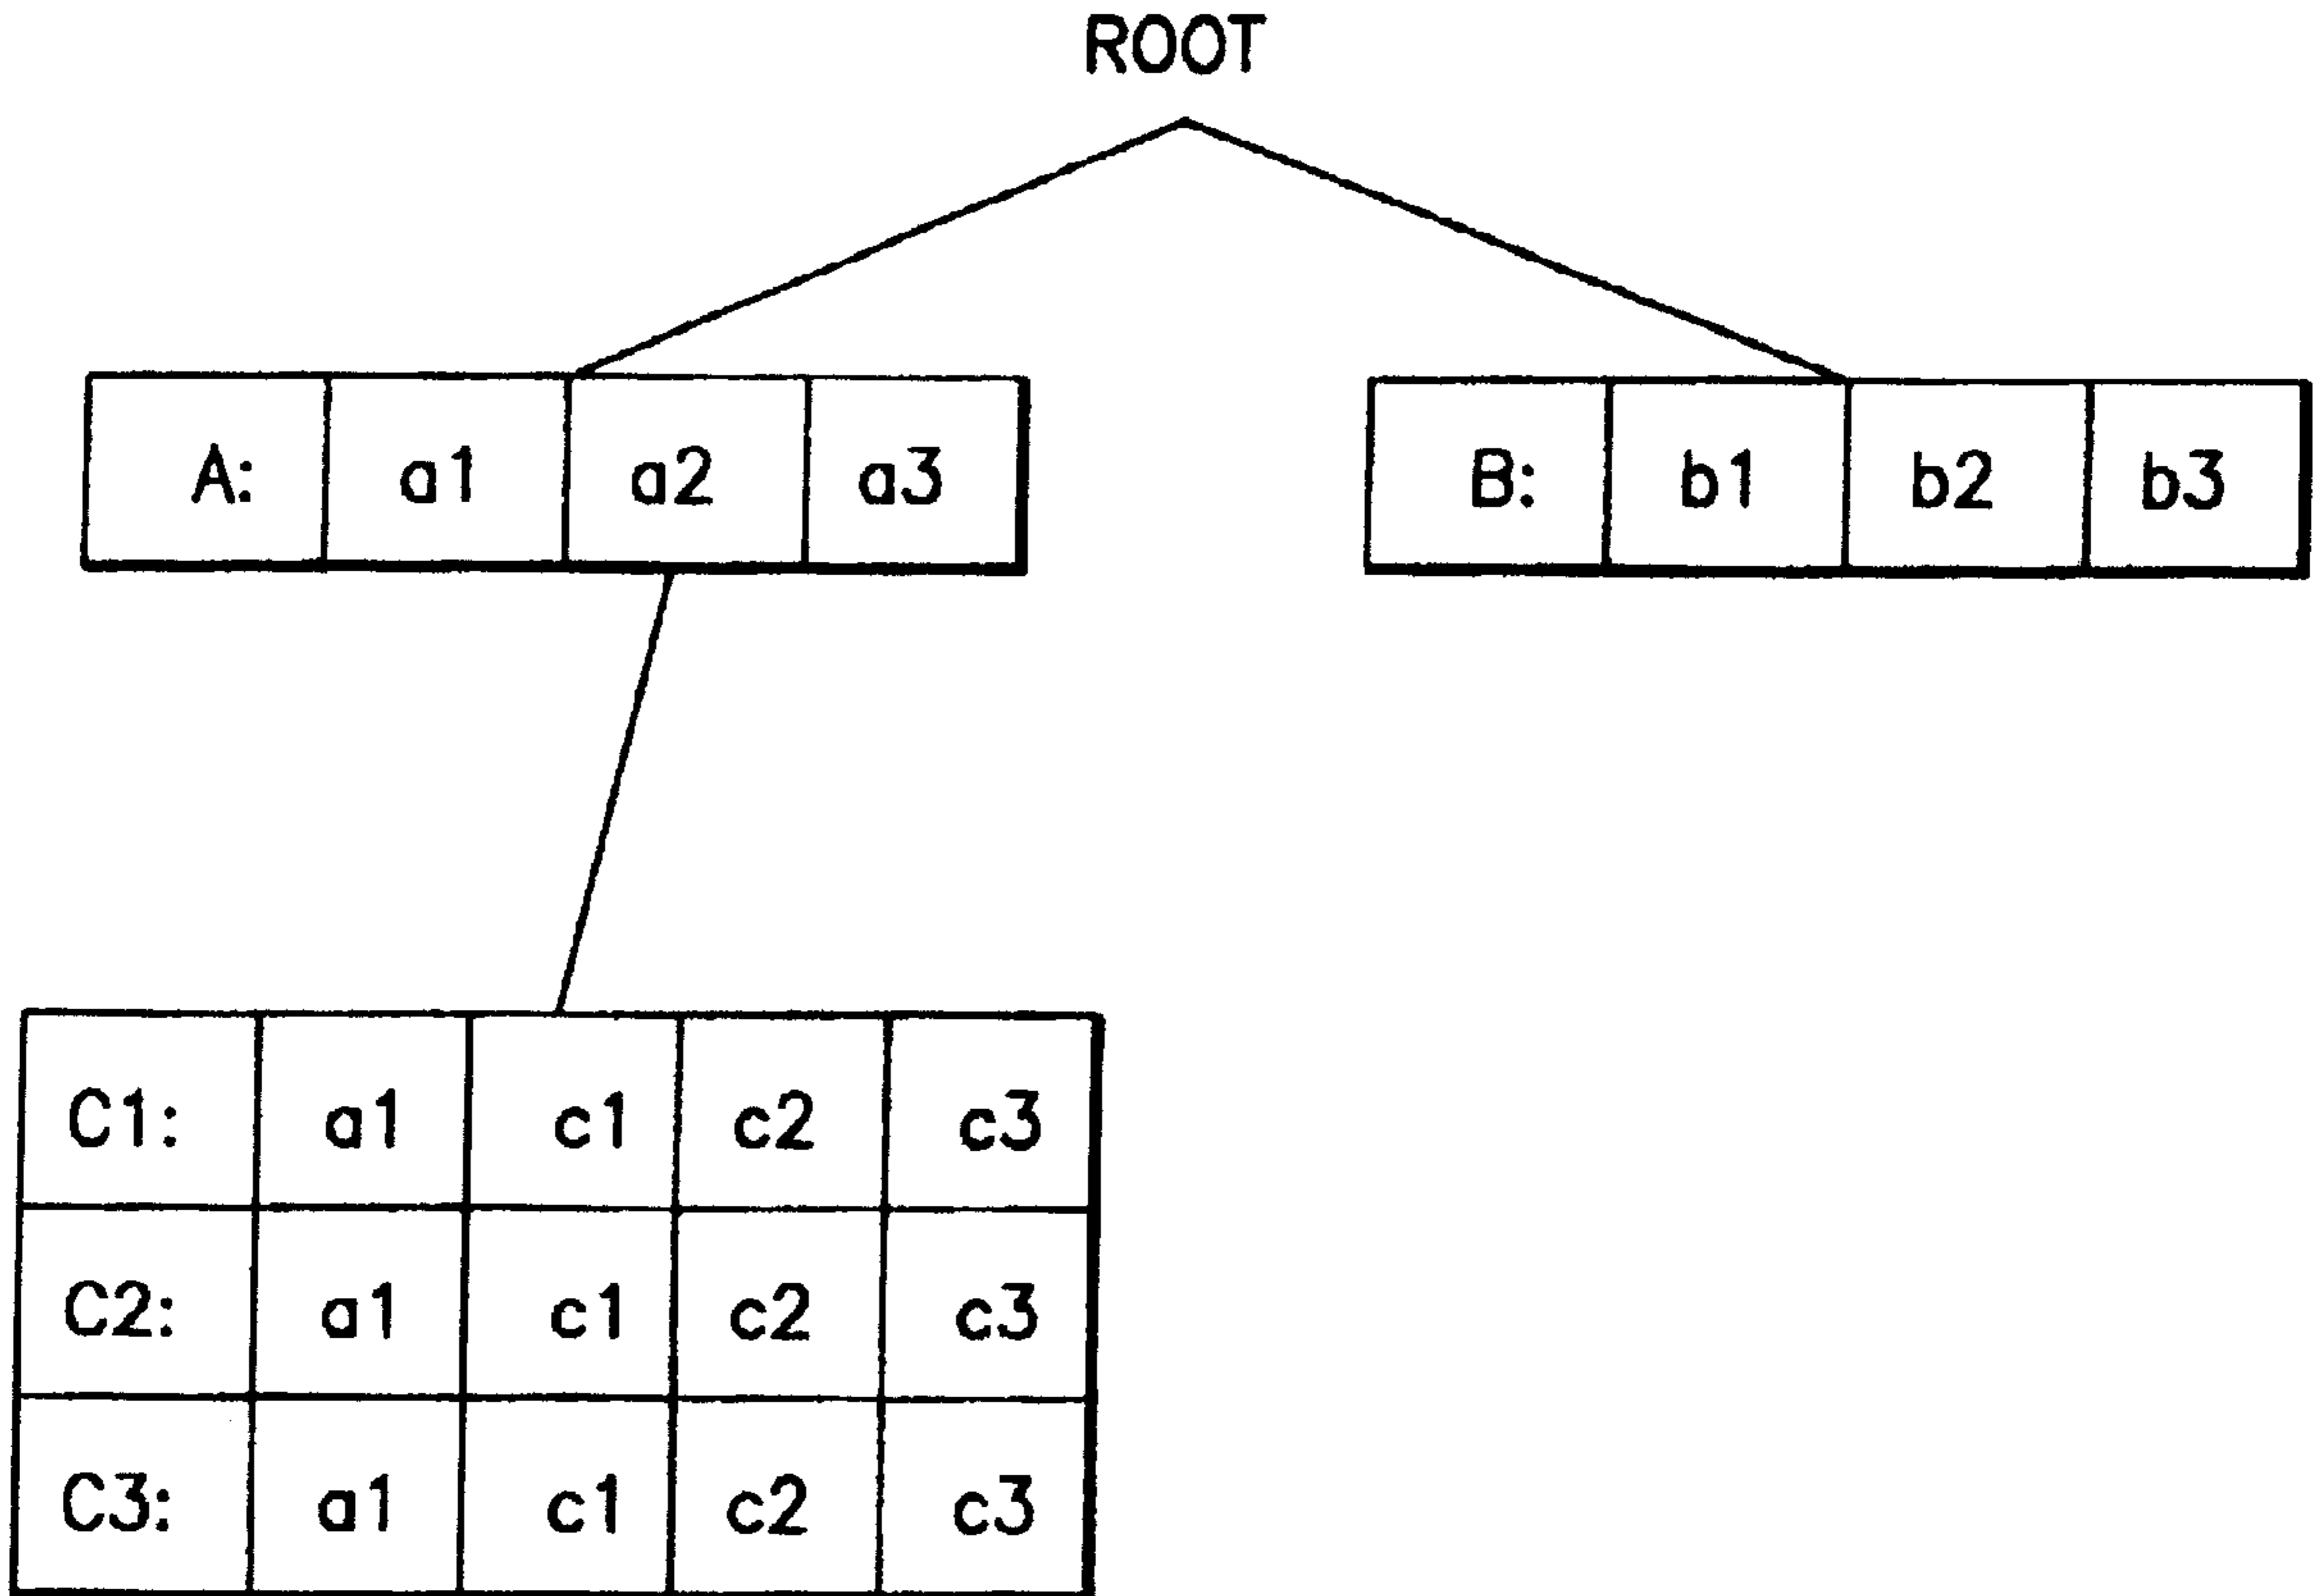 ROOT
A: a1 a2 a3 B: b1 b2 b3
C1: a1 c1 c2 c3
C2: a1 c1 c2 c3
C3: a1 c1 c2 c3